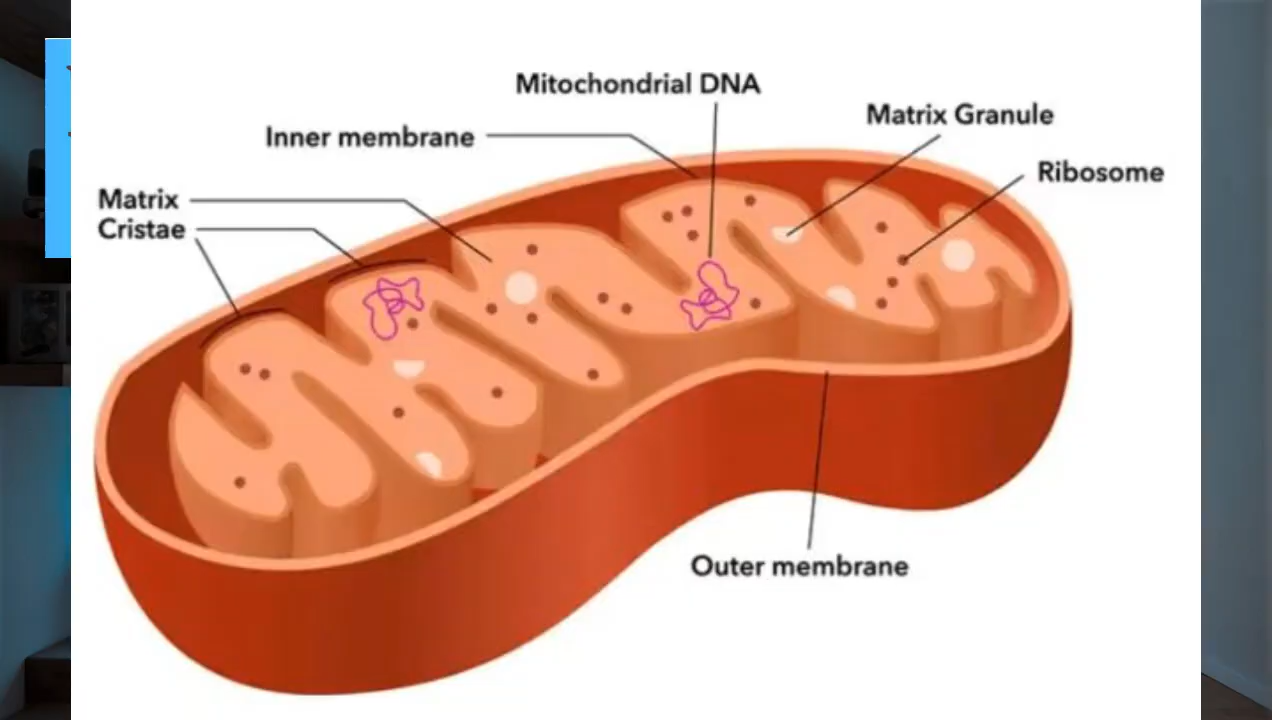 Mitochondrial DNA
Matrix Granule
Inner membrane
Ribosome
Matrix
Cristae
Outer membrane